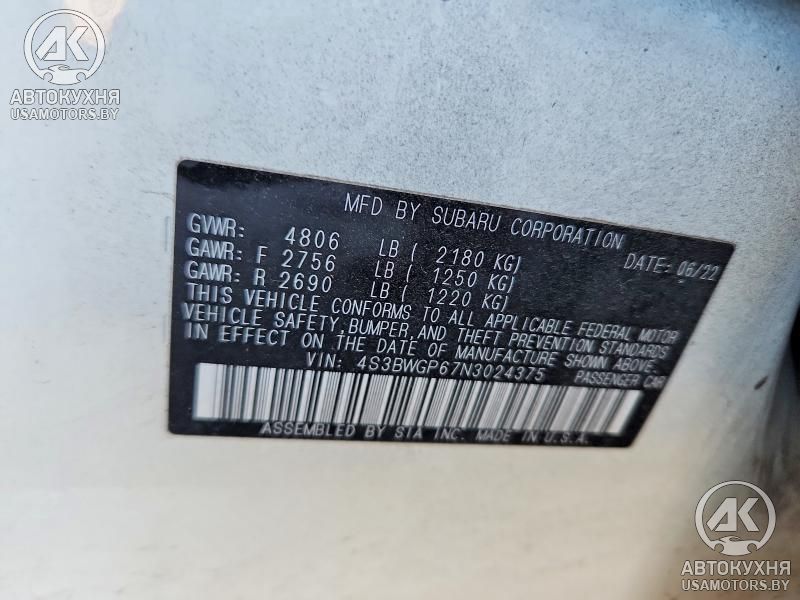 AK
АВТОКУХНЯ
USAMOTORS.BY
MFD BY SUBARU CORPORATION
GVWR: 4806 LB ( 2180 KG) DATE: 06/22
GAWR: F 2756 LB ( 1250 KG)
GAWR: R 2690 LB ( 1220 KG)
THIS VEHICLE CONFORMS TO ALL APPLICABLE FEDERAL MOTOR
VEHICLE SAFETY, BUMPER, AND THEFT PREVENTION STANDARDS
IN EFFECT ON THE DATE OF MANUFACTURE SHOWN ABOVE.
VIN: 4S3BWGP67N3024375 PASSENGER CAR
ASSEMBLED BY SIA INC. MADE IN U.S.A.
AK
АВТОКУХНЯ
USAMOTORS.BY